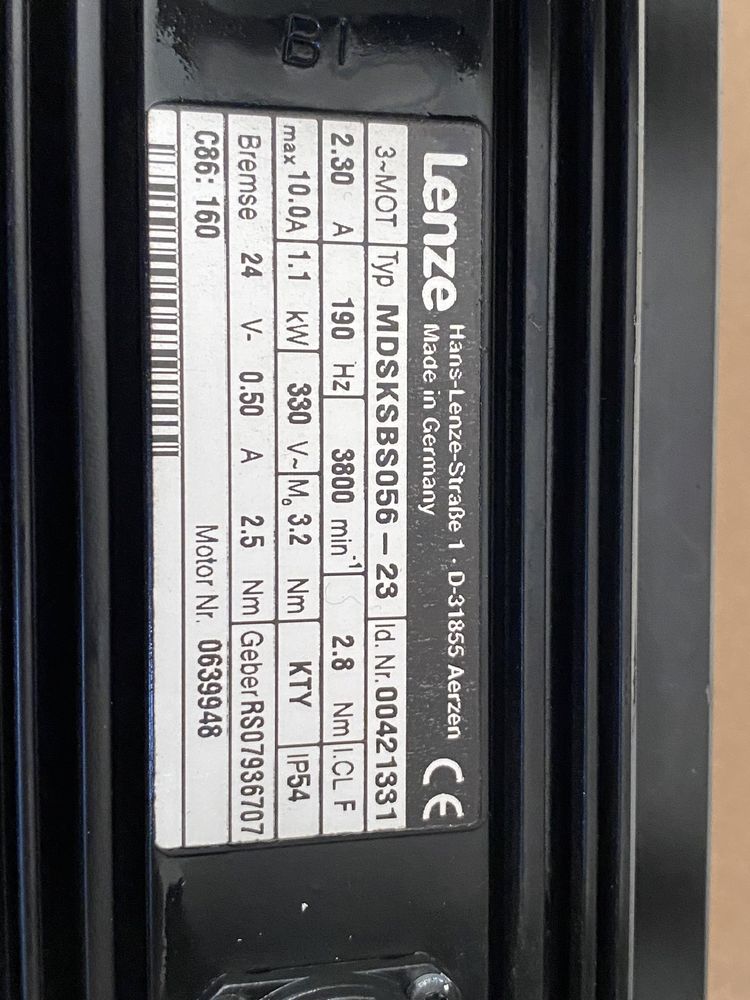 B1
Lenze Hans-Lenze-Straße 1 · D-31855 Aerzen
Made in Germany CE
3~MOT Typ MDSKSBS056-23 Id. Nr. 00421331
2.30 A 190 Hz 3800 min⁻¹ 2.8 Nm I.CL F
max 10.0A 1.1 kW 330 V~ M₀ 3.2 Nm KTY IP54
Bremse 24 V- 0.50 A 2.5 Nm Geber RS07936707
C86: 160 Motor Nr. 0639948